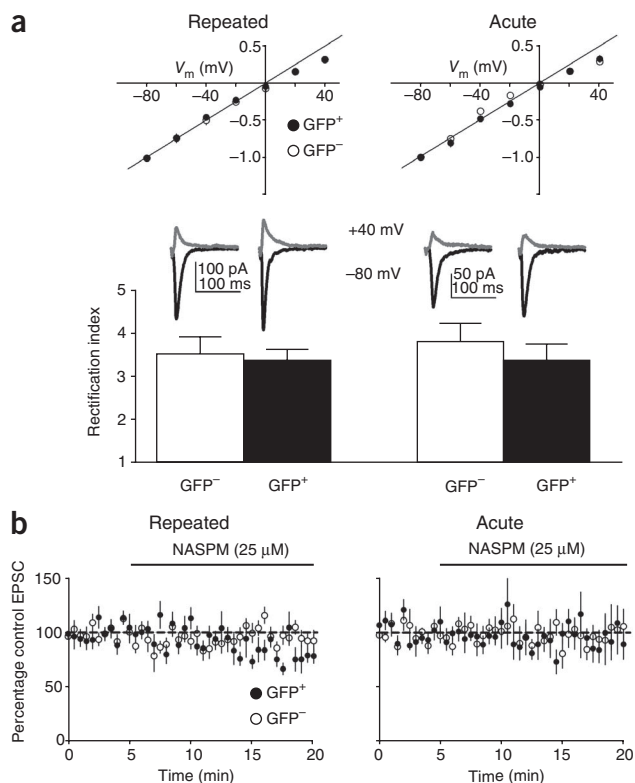 a
Repeated
Acute
Vm (mV)
−80
−40
0
40
0.5
−0.5
−1.0
GFP+
GFP−
Vm (mV)
−80
−40
0
40
0.5
−0.5
−1.0
+40 mV
−80 mV
100 pA
100 ms
50 pA
100 ms
Rectification index
5
4
3
2
1
GFP−
GFP+
GFP−
GFP+
b
Repeated
Acute
NASPM (25 μM)
NASPM (25 μM)
Percentage control EPSC
150
100
50
0
GFP+
GFP−
0
5
10
15
20
0
5
10
15
20
Time (min)
Time (min)